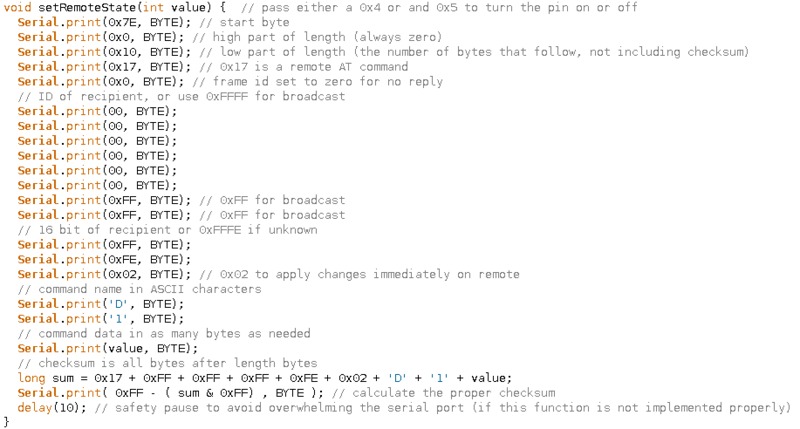 void setRemoteState(int value) {  // pass either a 0x4 or and 0x5 to turn the pin on or off
  Serial.print(0x7E, BYTE); // start byte
  Serial.print(0x0, BYTE); // high part of length (always zero)
  Serial.print(0x10, BYTE); // low part of length (the number of bytes that follow, not including checksum)
  Serial.print(0x17, BYTE); // 0x17 is a remote AT command
  Serial.print(0x0, BYTE); // frame id set to zero for no reply
  // ID of recipient, or use 0xFFFF for broadcast
  Serial.print(00, BYTE);
  Serial.print(00, BYTE);
  Serial.print(00, BYTE);
  Serial.print(00, BYTE);
  Serial.print(00, BYTE);
  Serial.print(00, BYTE);
  Serial.print(0xFF, BYTE); // 0xFF for broadcast
  Serial.print(0xFF, BYTE); // 0xFF for broadcast
  // 16 bit of recipient or 0xFFFE if unknown
  Serial.print(0xFF, BYTE);
  Serial.print(0xFE, BYTE);
  Serial.print(0x02, BYTE); // 0x02 to apply changes immediately on remote
  // command name in ASCII characters
  Serial.print('D', BYTE);
  Serial.print('1', BYTE);
  // command data in as many bytes as needed
  Serial.print(value, BYTE);
  // checksum is all bytes after length bytes
  long sum = 0x17 + 0xFF + 0xFF + 0xFF + 0xFE + 0x02 + 'D' + '1' + value;
  Serial.print( 0xFF - ( sum & 0xFF) , BYTE ); // calculate the proper checksum
  delay(10); // safety pause to avoid overwhelming the serial port (if this function is not implemented properly)
}